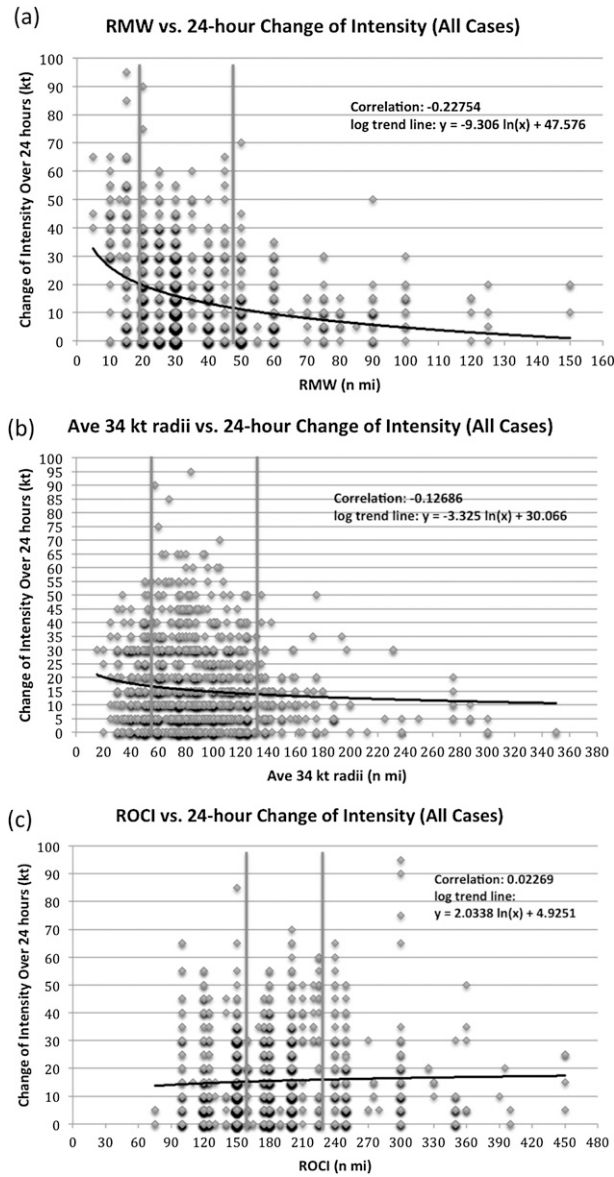 (a)
RMW vs. 24-hour Change of Intensity (All Cases)
Change of Intensity Over 24 hours (kt)
100
90
80
70
60
50
40
30
20
10
0
Correlation: -0.22754
log trend line: y = -9.306 ln(x) + 47.576
0 10 20 30 40 50 60 70 80 90 100 110 120 130 140 150 160
RMW (n mi)
(b)
Ave 34 kt radii vs. 24-hour Change of Intensity (All Cases)
Change of Intensity Over 24 hours (kt)
100
95
90
85
80
75
70
65
60
55
50
45
40
35
30
25
20
15
10
5
0
Correlation: -0.12686
log trend line: y = -3.325 ln(x) + 30.066
0 20 40 60 80 100 120 140 160 180 200 220 240 260 280 300 320 340 360 380
Ave 34 kt radii (n mi)
(c)
ROCI vs. 24-hour Change of Intensity (All Cases)
Change of Intensity Over 24 hours (kt)
100
90
80
70
60
50
40
30
20
10
0
Correlation: 0.02269
log trend line:
y = 2.0338 ln(x) + 4.9251
0 30 60 90 120 150 180 210 240 270 300 330 360 390 420 450 480
ROCI (n mi)